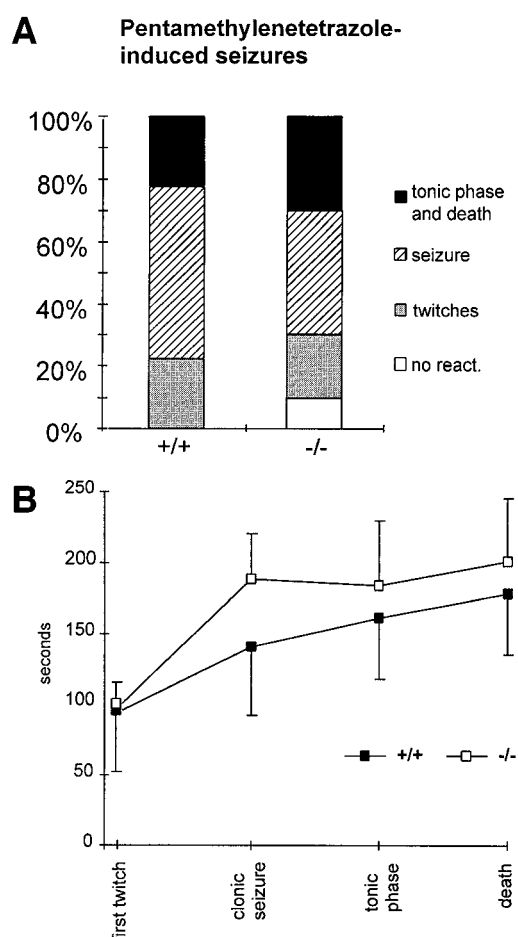 A
Pentamethylenetetrazole-
induced seizures
100%
80%
60%
40%
20%
0%
+/+
-/-
tonic phase
and death
seizure
twitches
no react.
B
250
200
150
100
50
0
seconds
+/+
-/-
first twitch
clonic
seizure
tonic
phase
death